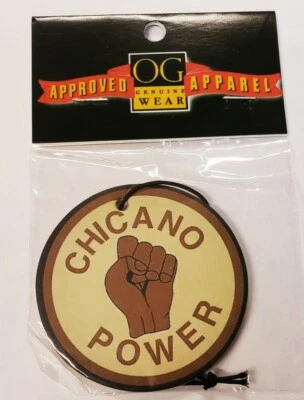 OG
APPROVED GENUINE APPAREL
WEAR
CHICANO
POWER